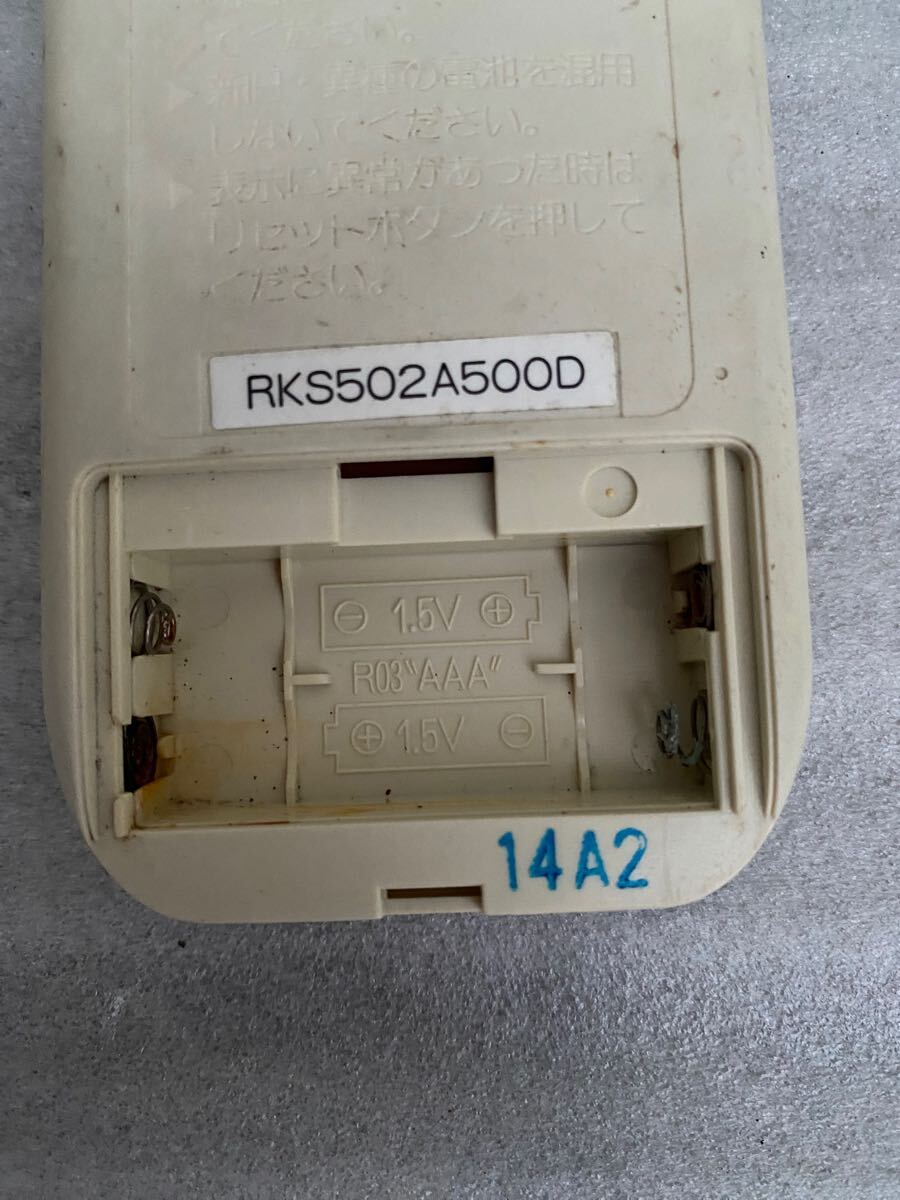 てください。
▶ 新旧・異種の電池を混用
しないでください。
▶ 表示に異常があった時は
リセットボタンを押して
ください。
RKS502A500D
⊖ 1.5V ⊕
R03"AAA"
⊕ 1.5V ⊖
14A2